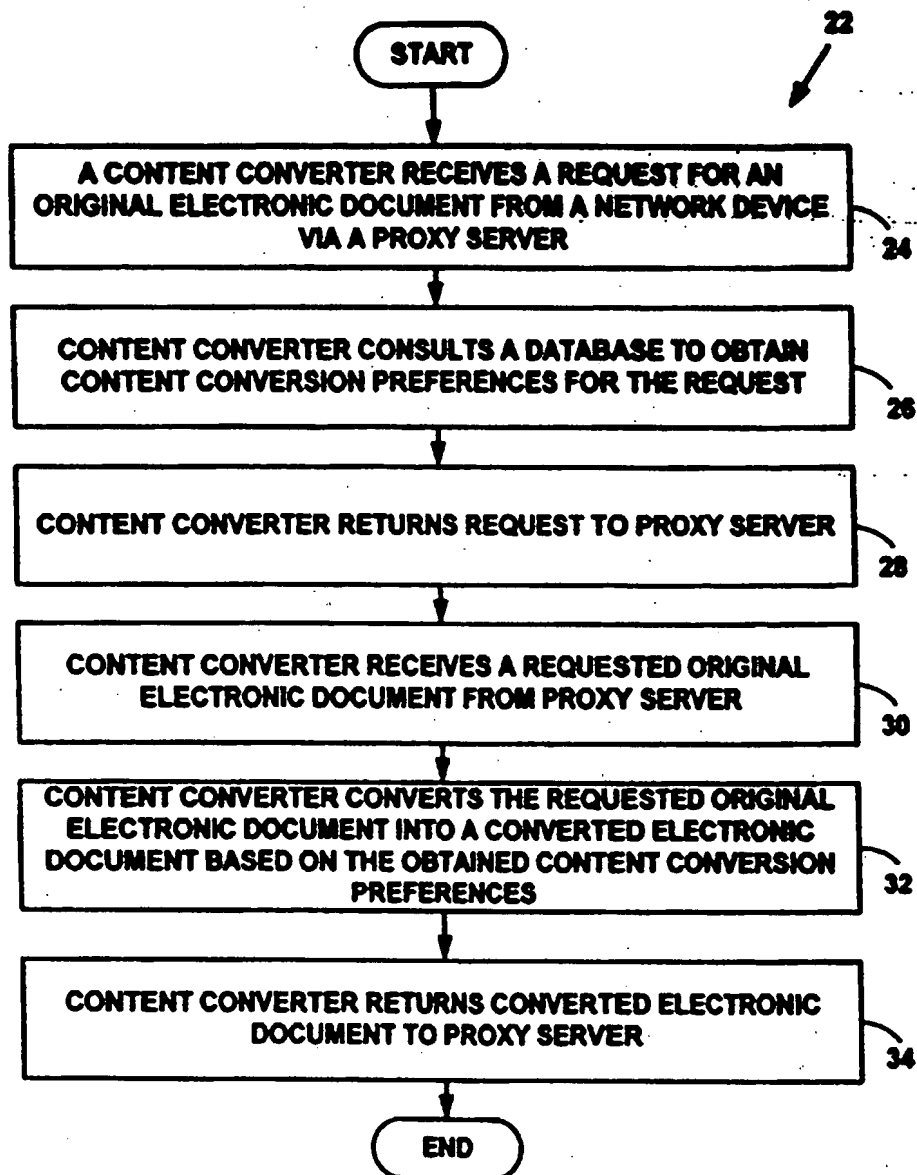 22
START
A CONTENT CONVERTER RECEIVES A REQUEST FOR AN
ORIGINAL ELECTRONIC DOCUMENT FROM A NETWORK DEVICE
VIA A PROXY SERVER
24
CONTENT CONVERTER CONSULTS A DATABASE TO OBTAIN
CONTENT CONVERSION PREFERENCES FOR THE REQUEST
26
CONTENT CONVERTER RETURNS REQUEST TO PROXY SERVER
28
CONTENT CONVERTER RECEIVES A REQUESTED ORIGINAL
ELECTRONIC DOCUMENT FROM PROXY SERVER
30
CONTENT CONVERTER CONVERTS THE REQUESTED ORIGINAL
ELECTRONIC DOCUMENT INTO A CONVERTED ELECTRONIC
DOCUMENT BASED ON THE OBTAINED CONTENT CONVERSION
PREFERENCES
32
CONTENT CONVERTER RETURNS CONVERTED ELECTRONIC
DOCUMENT TO PROXY SERVER
34
END